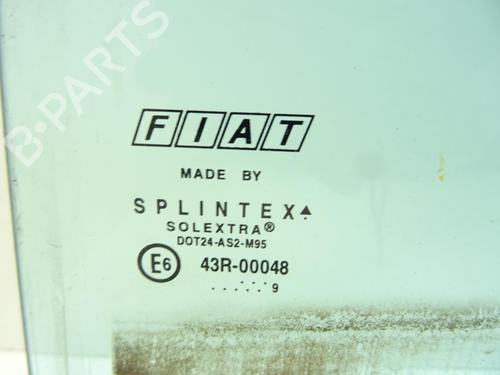 B-PARTS
FIAT
MADE BY
SPLINTEX
SOLEXTRA®
DOT24-AS2-M95
E6 43R-00048
..... 9